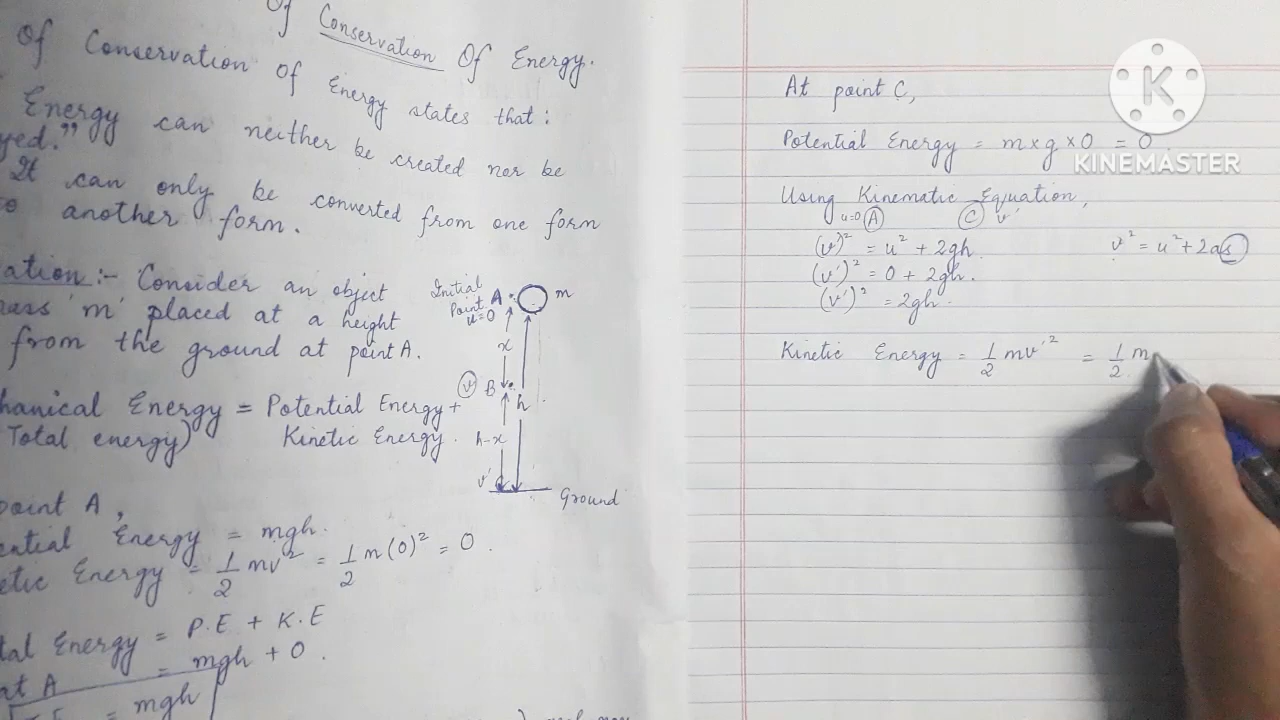 Of Conservation Of Energy.
Of Conservation Of Energy states that:
Energy can neither be created nor be
yed."
It can only be converted from one form
o another form.
ation:- Consider an object
mass 'm' placed at a height
from the ground at point A.
hanical Energy = Potential Energy +
Total energy) Kinetic Energy.
Initial
Point A m
u=0
x
v B h
h-x
v' C
Ground
point A,
ential Energy = mgh.
etic Energy = 1/2 mv² = 1/2 m(0)² = 0.
tal Energy = P.E + K.E
at A = mgh + 0.
= mgh
At point C,
Potential Energy = m×g×0 = 0.
Using Kinematic Equation,
u=0 A C v'
(v')² = u² + 2gh. v² = u² + 2as
(v')² = 0 + 2gh.
(v')² = 2gh.
Kinetic Energy = 1/2 mv'² = 1/2 m
K
KINEMASTER